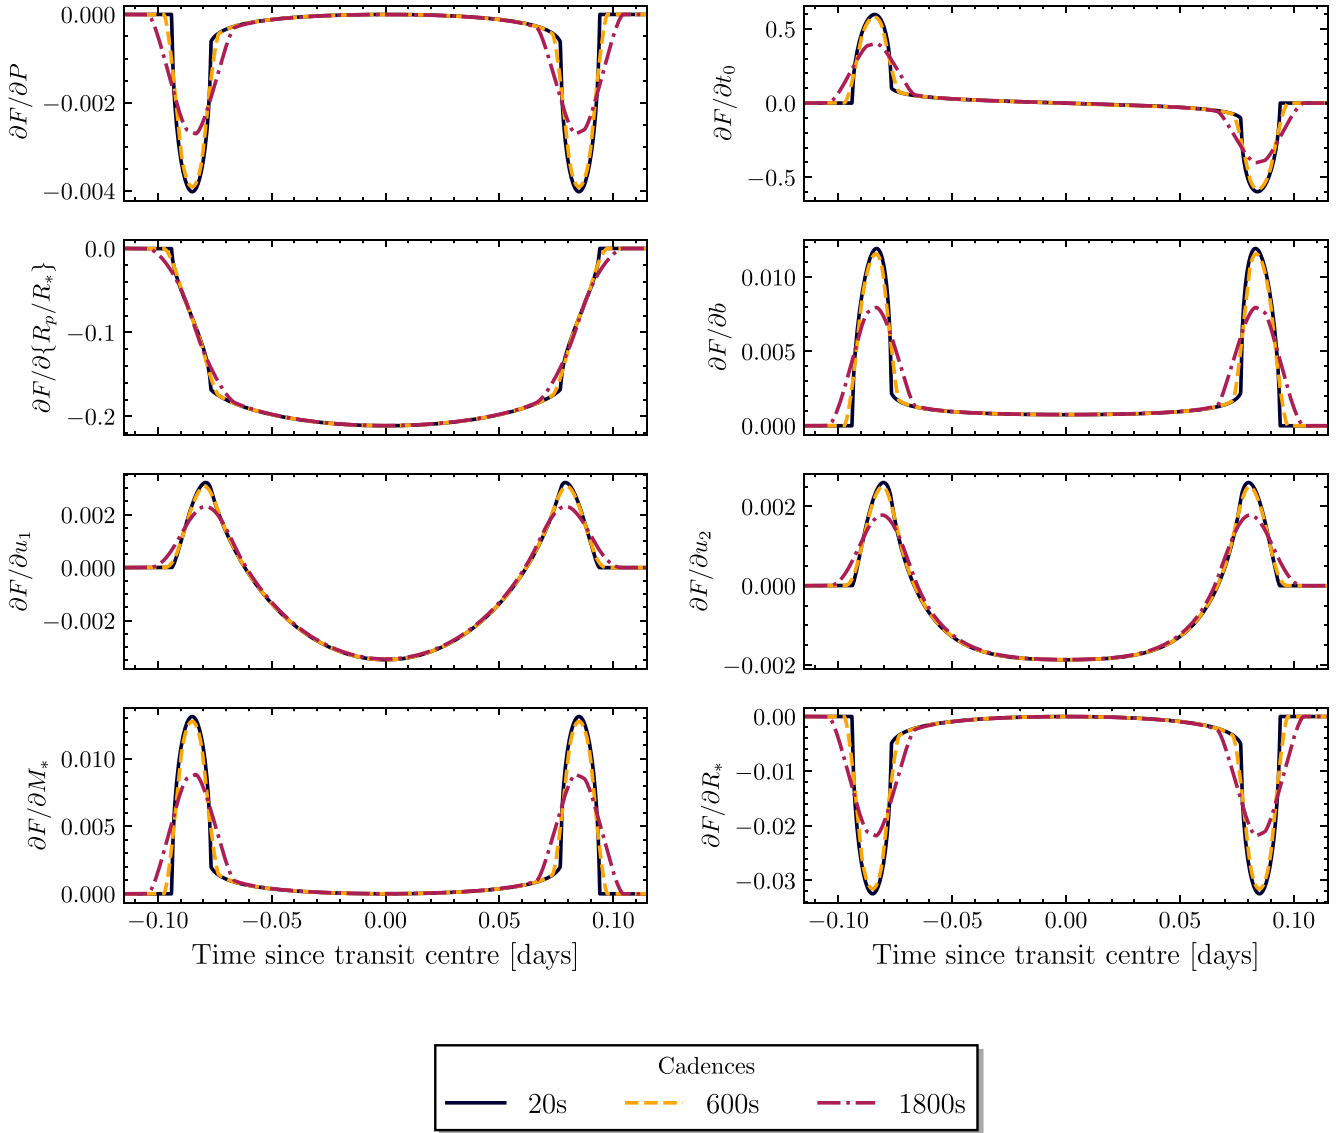 ∂F/∂P
0.000
−0.002
−0.004
∂F/∂t₀
0.5
0.0
−0.5
∂F/∂{Rₚ/R∗}
0.0
−0.1
−0.2
∂F/∂b
0.010
0.005
0.000
∂F/∂u₁
0.002
0.000
−0.002
∂F/∂u₂
0.002
0.000
−0.002
∂F/∂M∗
0.010
0.005
0.000
−0.10 −0.05 0.00 0.05 0.10
Time since transit centre [days]
∂F/∂R∗
0.00
−0.01
−0.02
−0.03
−0.10 −0.05 0.00 0.05 0.10
Time since transit centre [days]
Cadences
20s 600s 1800s